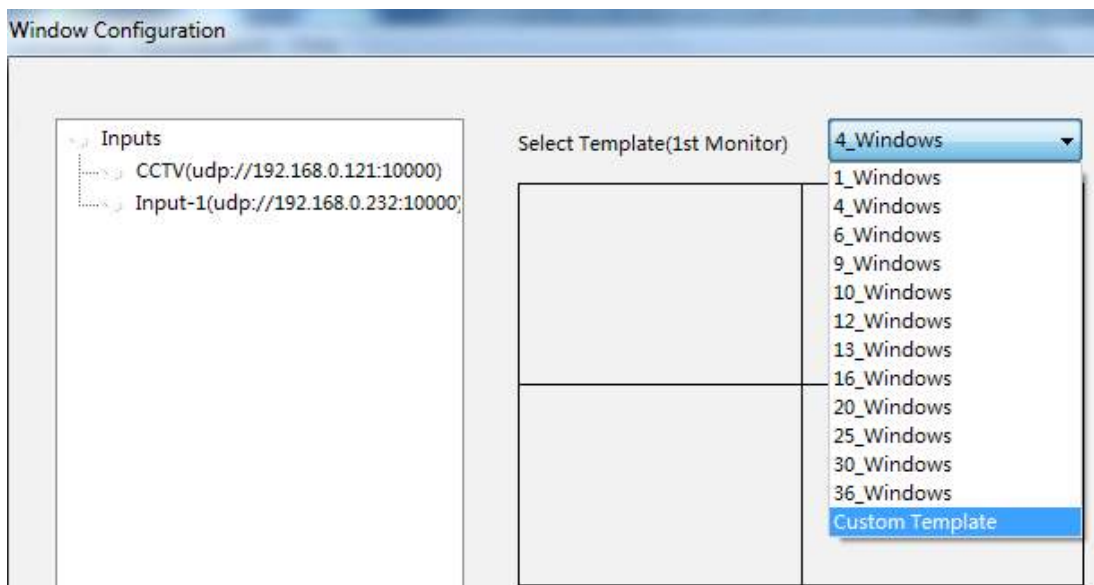 Window Configuration
Inputs
CCTV(udp://192.168.0.121:10000)
Input-1(udp://192.168.0.232:10000)
Select Template(1st Monitor)
4_Windows
1_Windows
4_Windows
6_Windows
9_Windows
10_Windows
12_Windows
13_Windows
16_Windows
20_Windows
25_Windows
30_Windows
36_Windows
Custom Template